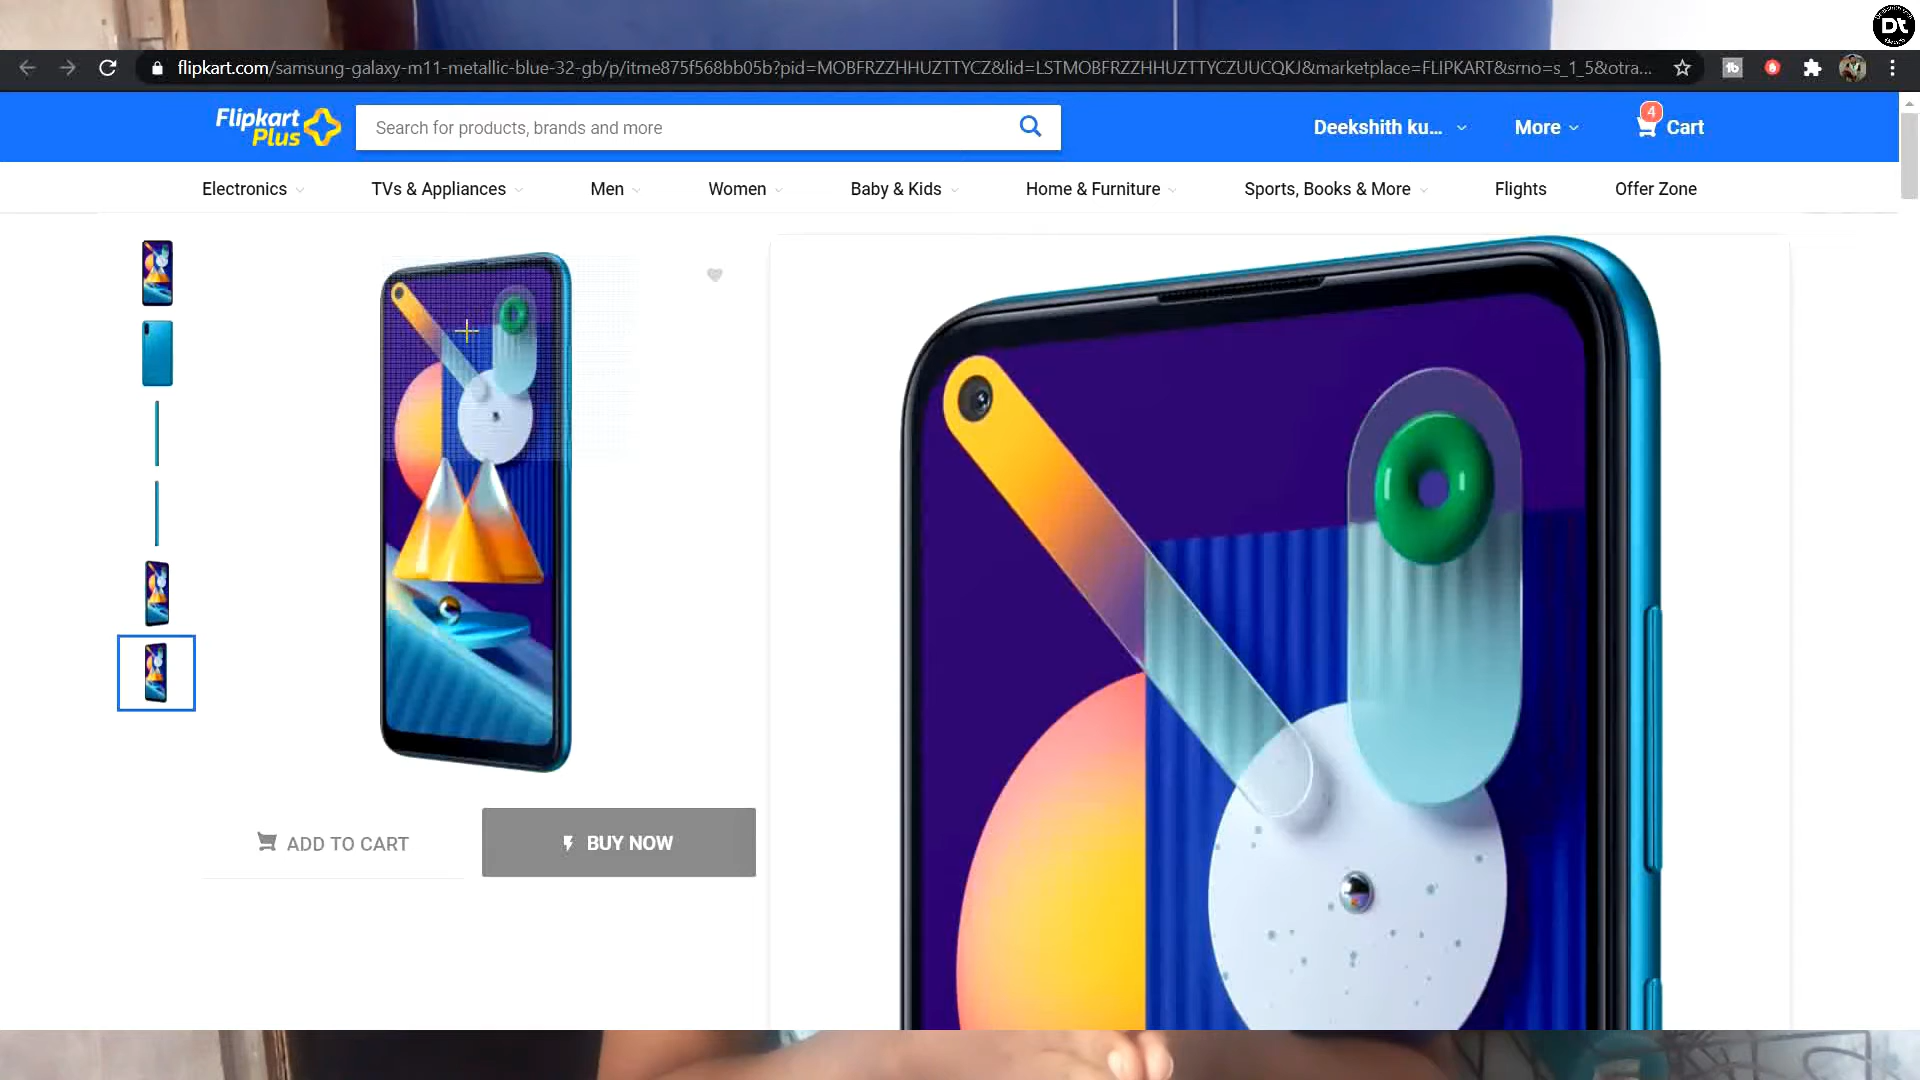 Dt
flipkart.com/samsung-galaxy-m11-metallic-blue-32-gb/p/itme875f568bb05b?pid=MOBFRZZHHUZTTYCZ&lid=LSTMOBFRZZHHUZTTYCZUUCQKJ&marketplace=FLIPKART&srno=s_1_5&otra...
Flipkart
Plus
Search for products, brands and more
Deekshith ku...
More
4
Cart
Electronics
TVs & Appliances
Men
Women
Baby & Kids
Home & Furniture
Sports, Books & More
Flights
Offer Zone
ADD TO CART
BUY NOW